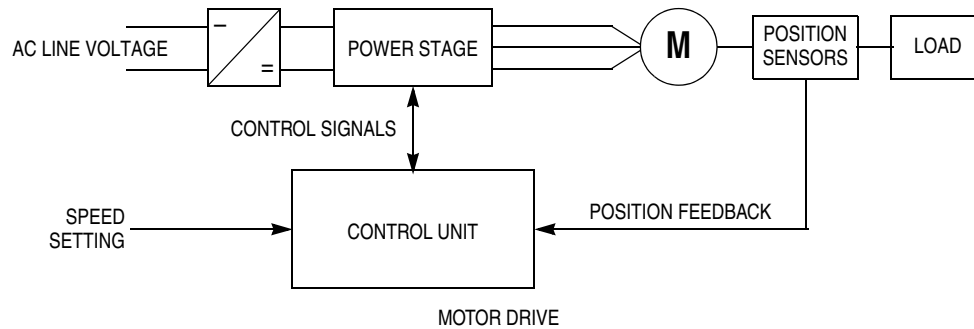 AC LINE VOLTAGE
–
=
POWER STAGE
M
POSITION
SENSORS
LOAD
CONTROL SIGNALS
SPEED
SETTING
CONTROL UNIT
POSITION FEEDBACK
MOTOR DRIVE